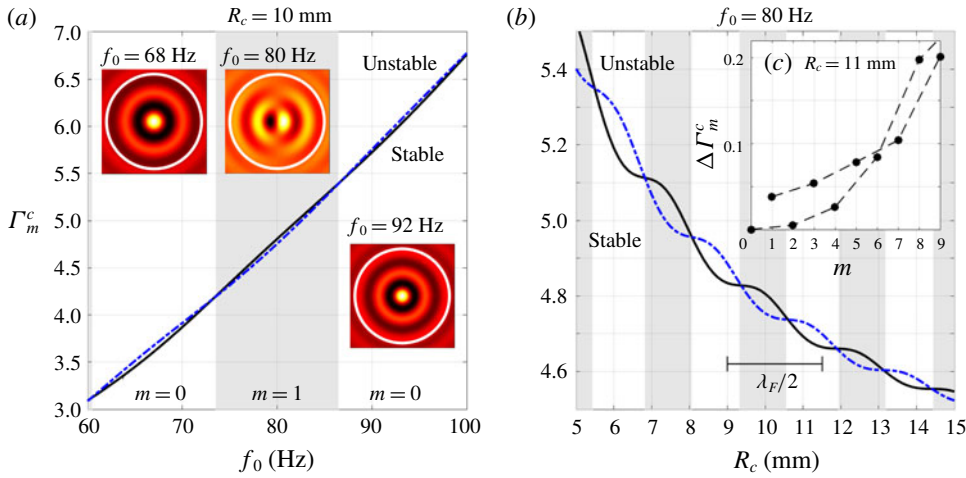 (a)
R_c = 10 mm
7.0
6.5
6.0
5.5
5.0
4.5
4.0
3.5
3.0
Γ_m^c
f_0 = 68 Hz
f_0 = 80 Hz
Unstable
Stable
f_0 = 92 Hz
m = 0
m = 1
m = 0
60
70
80
90
100
f_0 (Hz)
(b)
f_0 = 80 Hz
5.4
5.2
5.0
4.8
4.6
Unstable
Stable
λ_F/2
5
6
7
8
9
10
11
12
13
14
15
R_c (mm)
(c)
R_c = 11 mm
0.2
0.1
ΔΓ_m^c
0
1
2
3
4
5
6
7
8
9
m